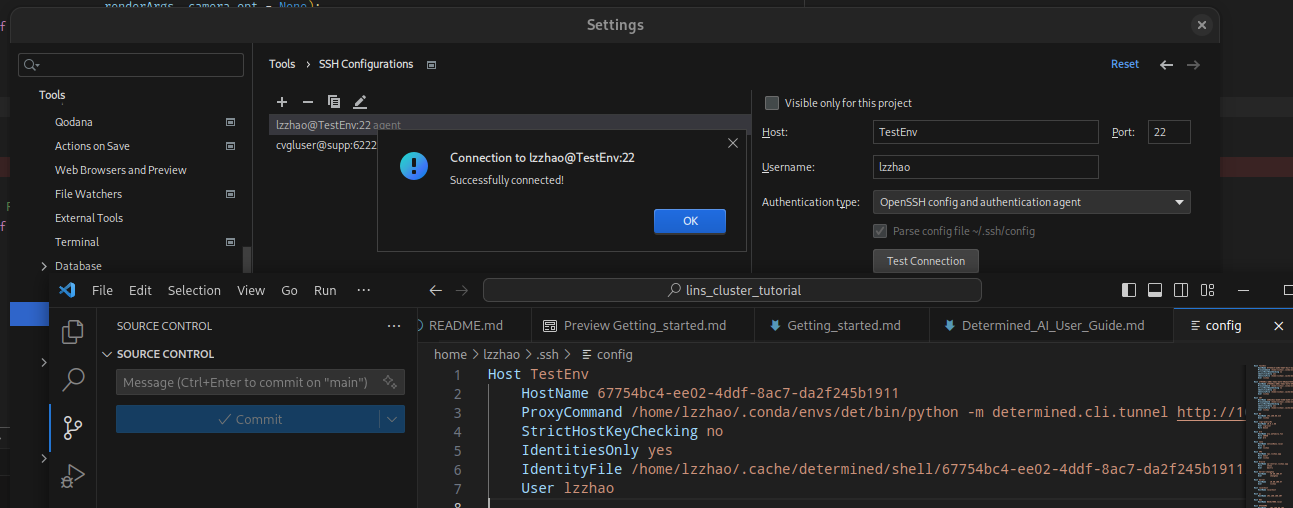 renderArgs, camera_opt = None):
Settings
Tools > SSH Configurations
Reset
Tools
Qodana
Actions on Save
Web Browsers and Preview
File Watchers
External Tools
Terminal
Database
lzzhao@TestEnv:22 agent
cvgluser@supp:6222
Connection to lzzhao@TestEnv:22
Successfully connected!
OK
Visible only for this project
Host: TestEnv Port: 22
Username: lzzhao
Authentication type: OpenSSH config and authentication agent
Parse config file ~/.ssh/config
Test Connection
File Edit Selection View Go Run ···
lins_cluster_tutorial
SOURCE CONTROL ···
SOURCE CONTROL
Message (Ctrl+Enter to commit on "main")
Commit
README.md Preview Getting_started.md Getting_started.md Determined_AI_User_Guide.md config
home > lzzhao > .ssh > config
1 Host TestEnv
2 HostName 67754bc4-ee02-4ddf-8ac7-da2f245b1911
3 ProxyCommand /home/lzzhao/.conda/envs/det/bin/python -m determined.cli.tunnel http://10
4 StrictHostKeyChecking no
5 IdentitiesOnly yes
6 IdentityFile /home/lzzhao/.cache/determined/shell/67754bc4-ee02-4ddf-8ac7-da2f245b1911
7 User lzzhao
8